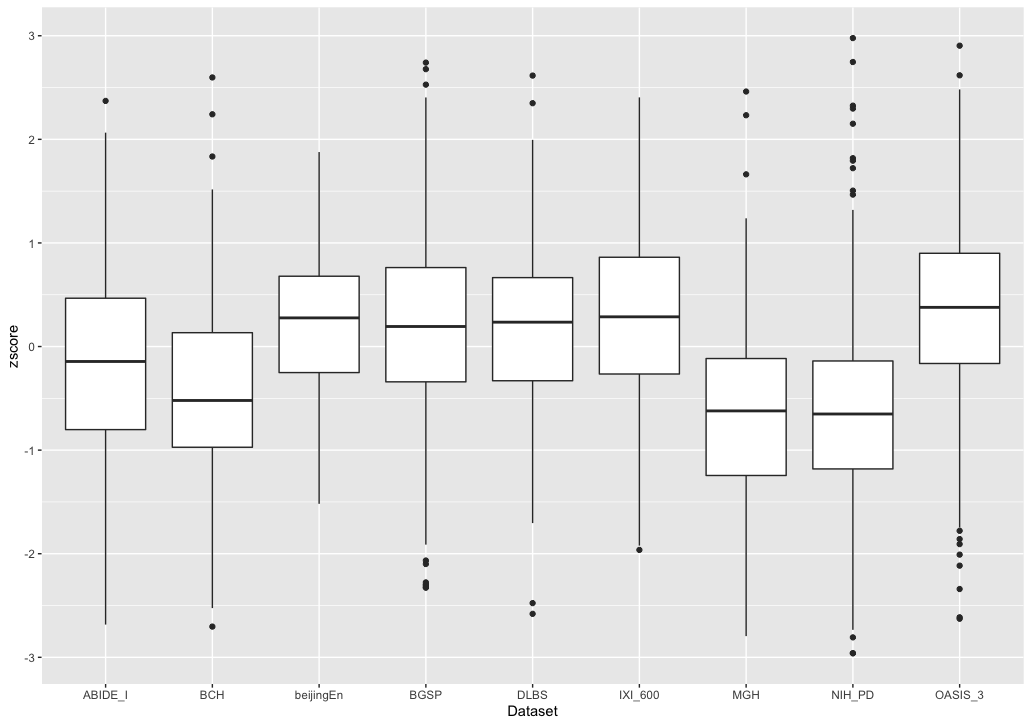 zscore
3
2
1
0
-1
-2
-3
ABIDE_I BCH beijingEn BGSP DLBS IXI_600 MGH NIH_PD OASIS_3
Dataset